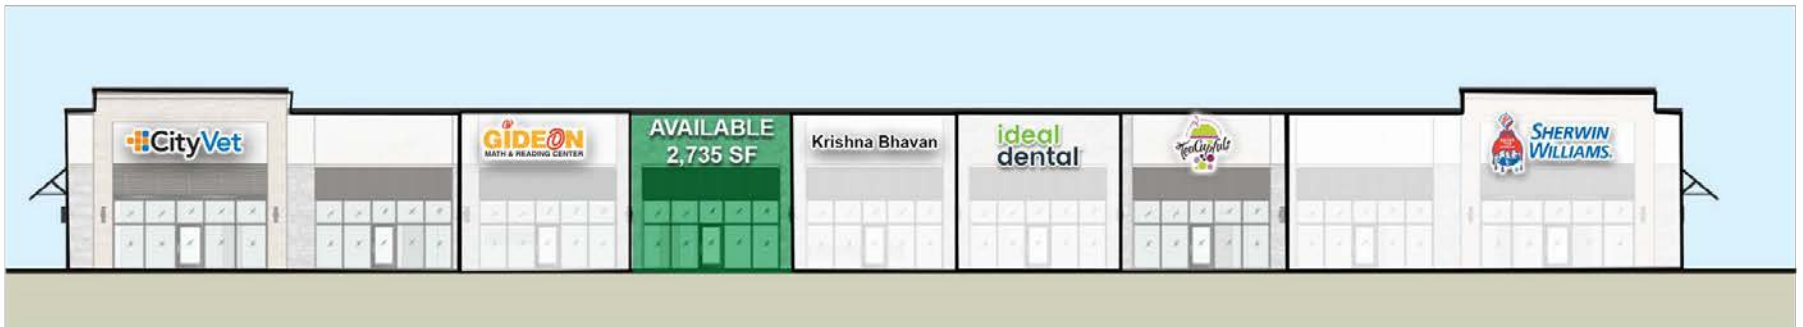 CityVet
GIDEON
MATH & READING CENTER
AVAILABLE
2,735 SF
Krishna Bhavan
ideal
dental
SHERWIN
WILLIAMS.